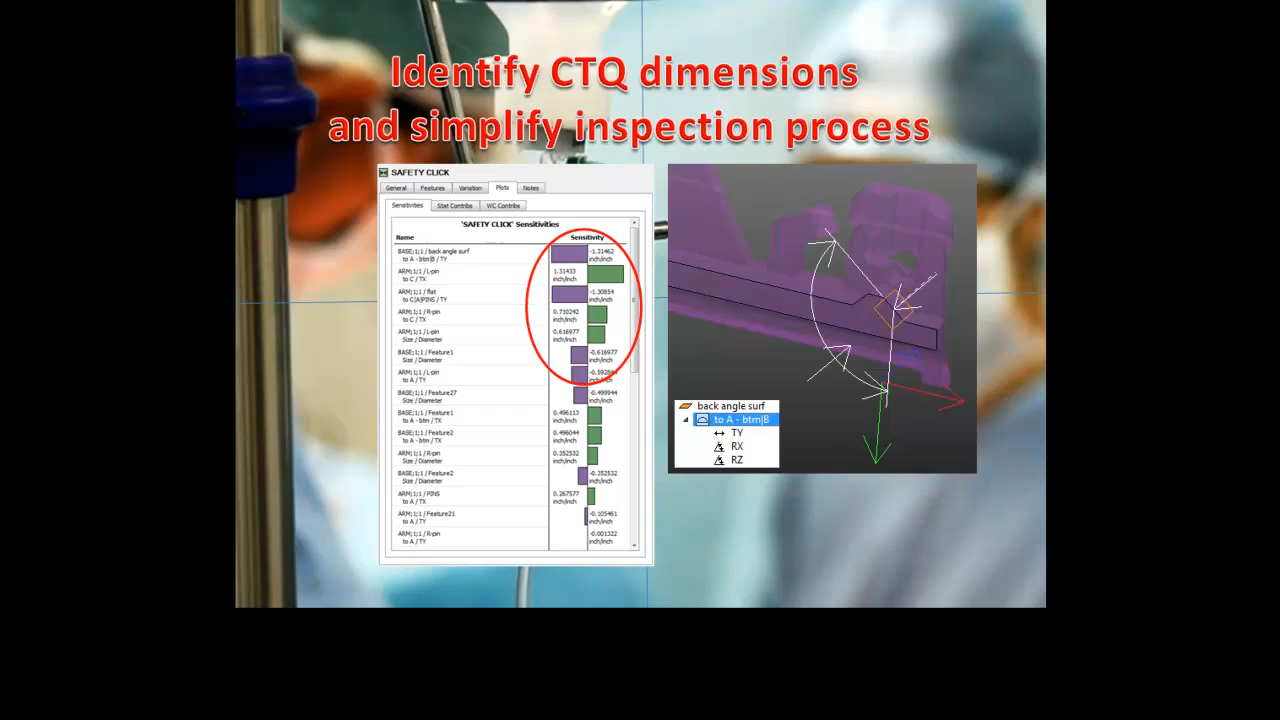 Identify CTQ dimensions
and simplify inspection process
SAFETY CLICK
General Features Variation Plots Notes
Sensitivities Stat Contribs WC Contribs
'SAFETY CLICK' Sensitivities
Name Sensitivity
BASE;1;1 / back angle surf
to A - btm|B / TY
-1.31462
inch/inch
ARM;1;1 / L-pin
to C / TX
1.31433
inch/inch
ARM;1;1 / flat
to C|A|PINS / TY
-1.30854
inch/inch
ARM;1;1 / R-pin
to C / TX
0.710242
inch/inch
ARM;1;1 / L-pin
Size / Diameter
0.616977
inch/inch
BASE;1;1 / Feature1
Size / Diameter
-0.616977
inch/inch
ARM;1;1 / L-pin
to A / TY
inch/inch
BASE;1;1 / Feature27
Size / Diameter
-0.499944
inch/inch
BASE;1;1 / Feature1
to A - btm / TX
0.496113
inch/inch
BASE;1;1 / Feature2
to A - btm / TX
0.496044
inch/inch
ARM;1;1 / R-pin
Size / Diameter
0.352532
inch/inch
BASE;1;1 / Feature2
Size / Diameter
-0.352532
inch/inch
ARM;1;1 / PINS
to A / TX
0.267577
inch/inch
ARM;1;1 / Feature21
to A / TY
-0.105461
inch/inch
ARM;1;1 / R-pin
to A / TY
-0.001322
inch/inch
back angle surf
to A - btm|B
TY
RX
RZ